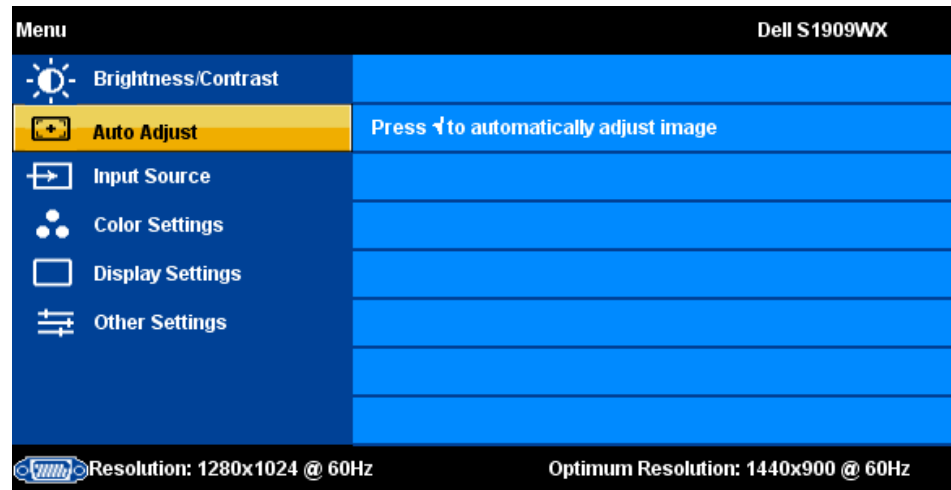 Menu
Dell S1909WX
Brightness/Contrast
Auto Adjust
Press √ to automatically adjust image
Input Source
Color Settings
Display Settings
Other Settings
Resolution: 1280x1024 @ 60Hz
Optimum Resolution: 1440x900 @ 60Hz